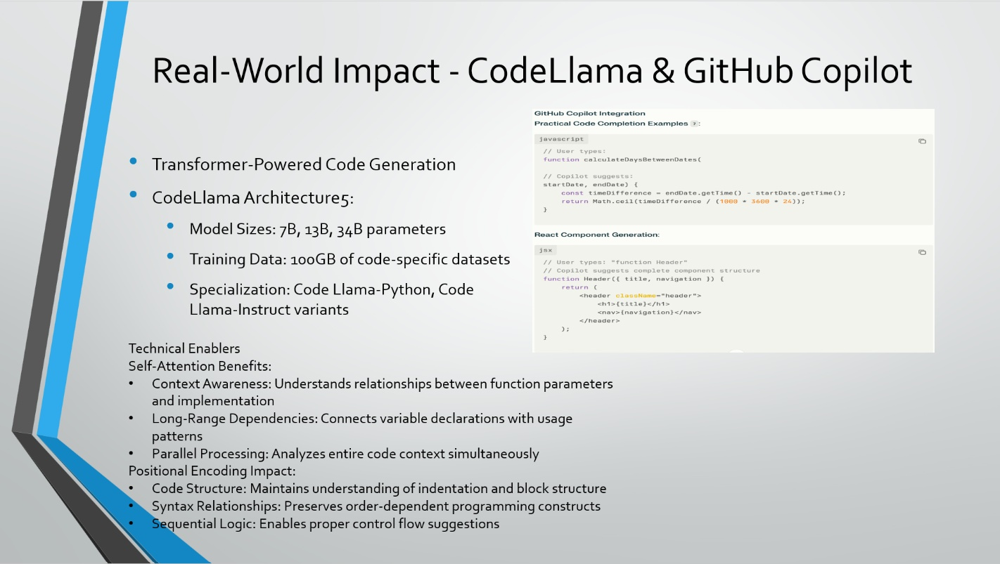 Real-World Impact - CodeLlama & GitHub Copilot
• Transformer-Powered Code Generation
• CodeLlama Architecture5:
• Model Sizes: 7B, 13B, 34B parameters
• Training Data: 100GB of code-specific datasets
• Specialization: Code Llama-Python, Code
Llama-Instruct variants
GitHub Copilot Integration
Practical Code Completion Examples ?:
javascript
// User types:
function calculateDaysBetweenDates(
// Copilot suggests:
startDate, endDate) {
const timeDifference = endDate.getTime() - startDate.getTime();
return Math.ceil(timeDifference / (1000 * 3600 * 24));
}
React Component Generation:
jsx
// User types: "function Header"
// Copilot suggests complete component structure
function Header({ title, navigation }) {
return (
<header className="header">
<h1>{title}</h1>
<nav>{navigation}</nav>
</header>
);
}
Technical Enablers
Self-Attention Benefits:
• Context Awareness: Understands relationships between function parameters
and implementation
• Long-Range Dependencies: Connects variable declarations with usage
patterns
• Parallel Processing: Analyzes entire code context simultaneously
Positional Encoding Impact:
• Code Structure: Maintains understanding of indentation and block structure
• Syntax Relationships: Preserves order-dependent programming constructs
• Sequential Logic: Enables proper control flow suggestions